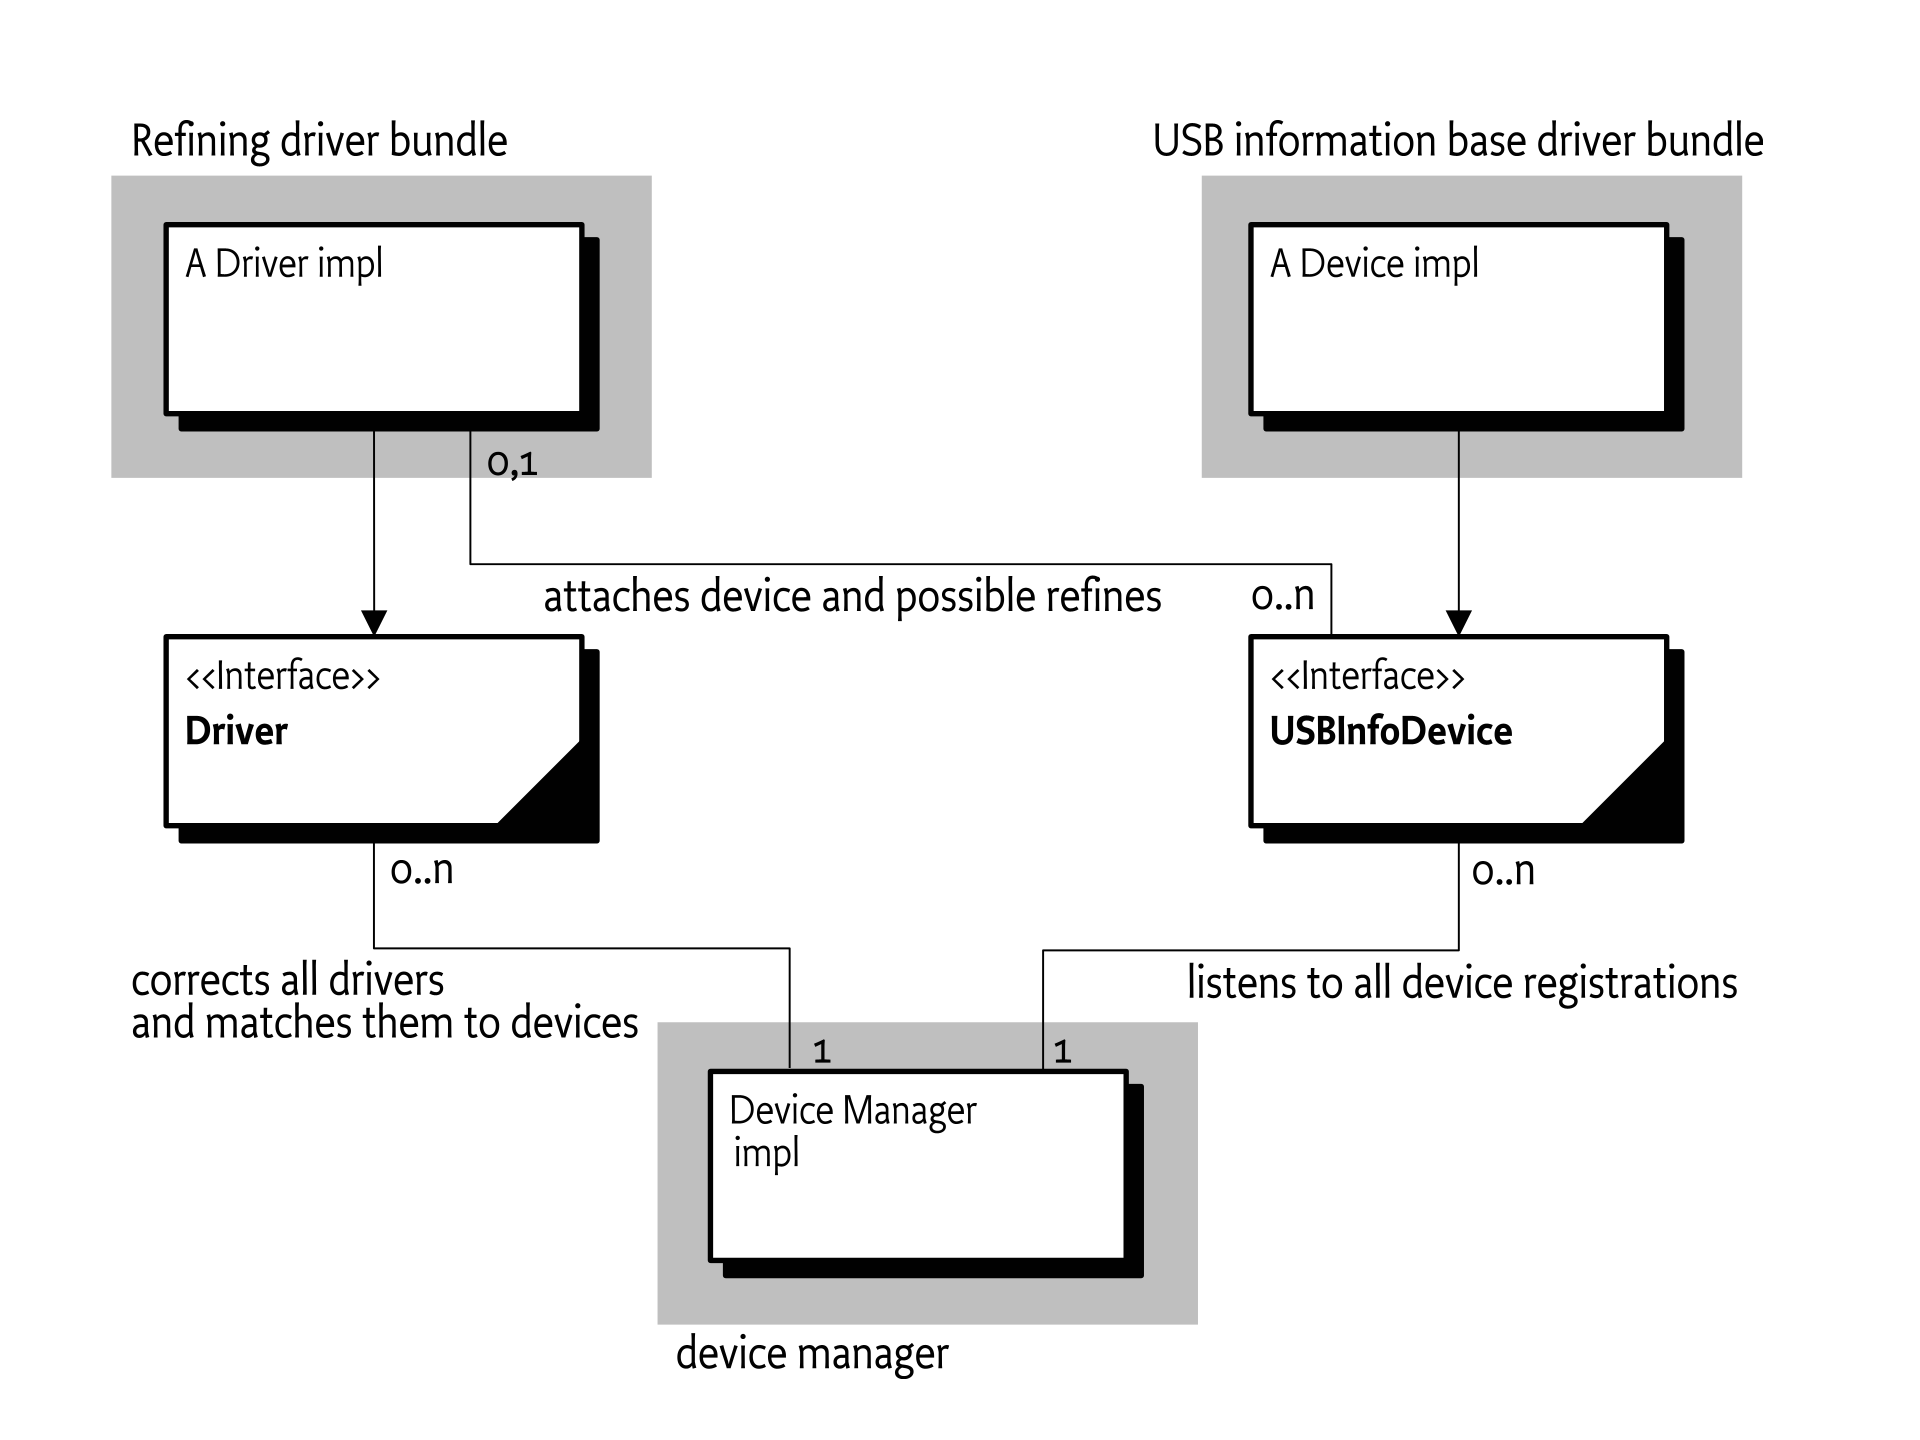 Refining driver bundle
USB information base driver bundle
A Driver impl
A Device impl
0,1
attaches device and possible refines
0..n
<<Interface>>
Driver
<<Interface>>
USBInfoDevice
0..n
0..n
corrects all drivers
and matches them to devices
listens to all device registrations
1
1
Device Manager
impl
device manager